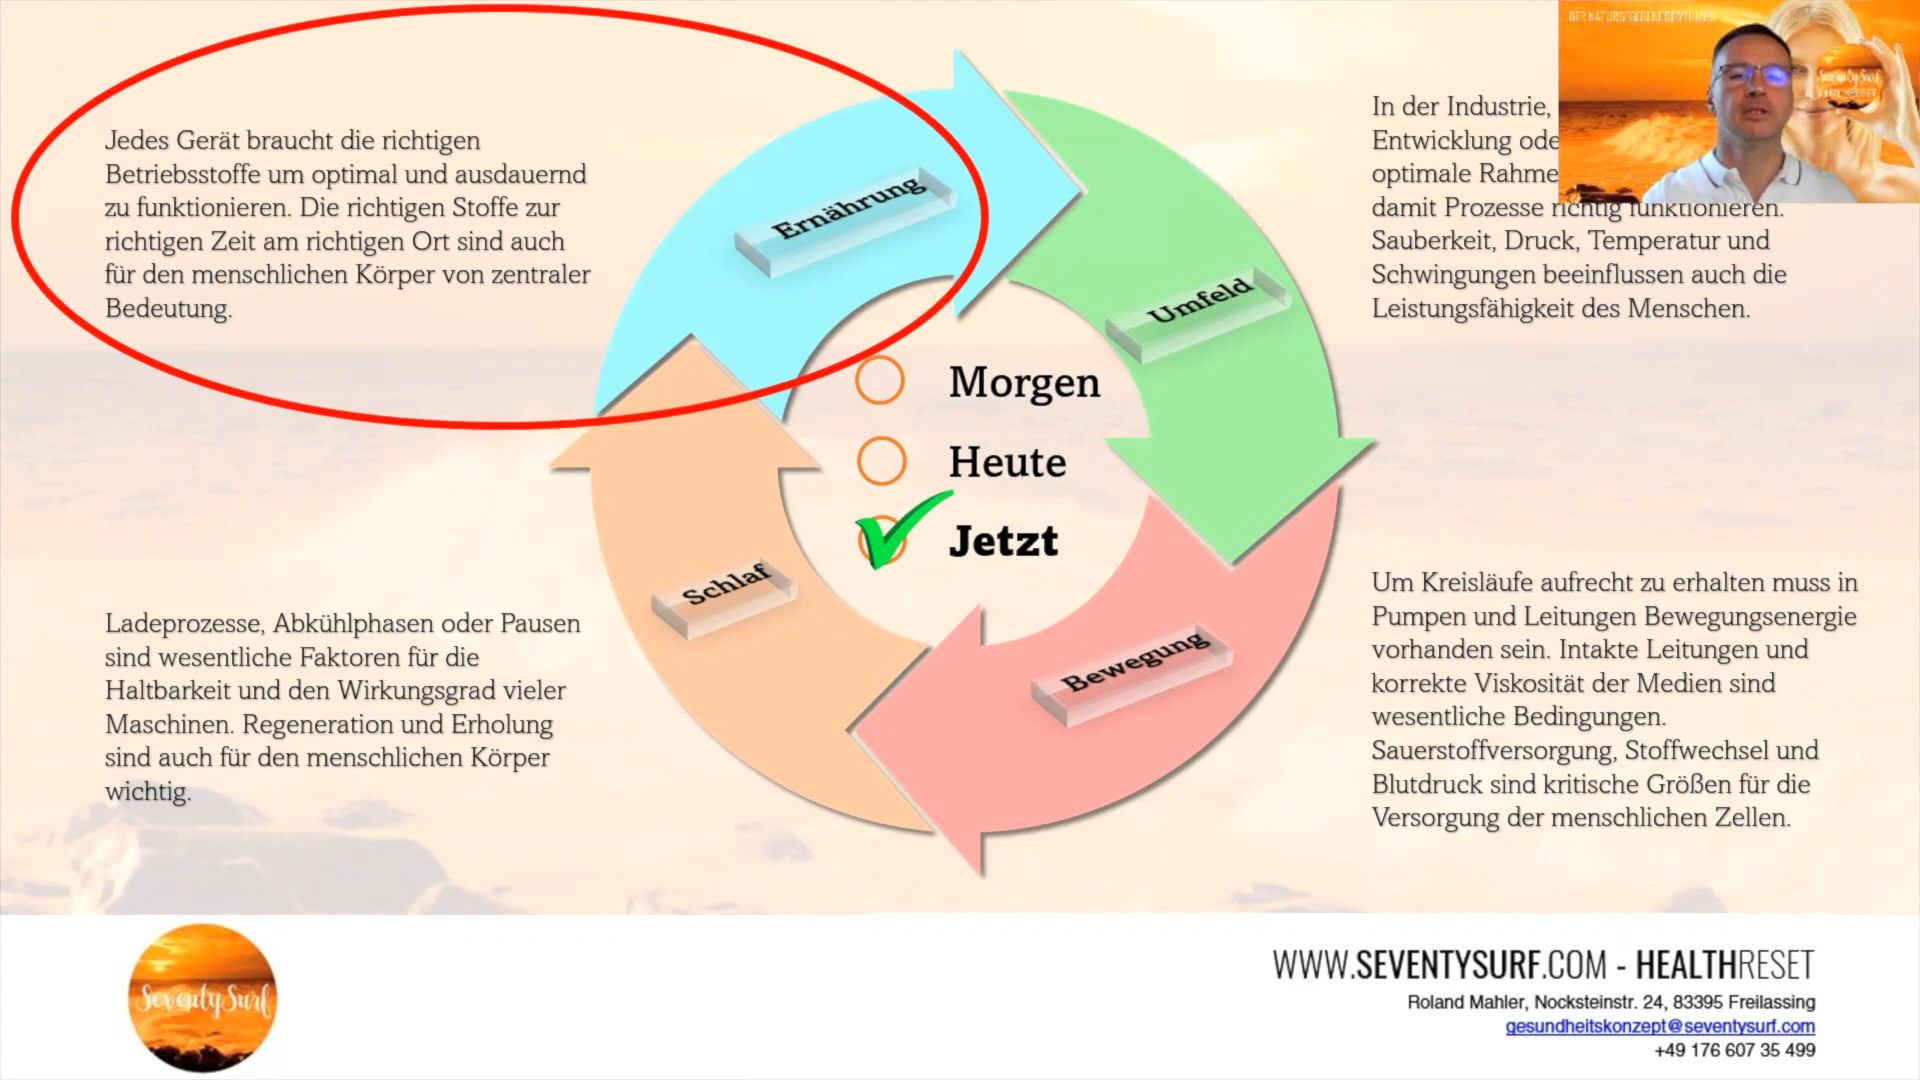 Jedes Gerät braucht die richtigen
Betriebsstoffe um optimal und ausdauernd
zu funktionieren. Die richtigen Stoffe zur
richtigen Zeit am richtigen Ort sind auch
für den menschlichen Körper von zentraler
Bedeutung.
Ernährung
In der Industrie,
Entwicklung
optimale
damit Prozesse richtig funktionieren.
Sauberkeit, Druck, Temperatur und
Schwingungen beeinflussen auch die
Leistungsfähigkeit des Menschen.
Umfeld
Morgen
Heute
Jetzt
Schlaf
Bewegung
Ladeprozesse, Abkühlphasen oder Pausen
sind wesentliche Faktoren für die
Haltbarkeit und den Wirkungsgrad vieler
Maschinen. Regeneration und Erholung
sind auch für den menschlichen Körper
wichtig.
Um Kreisläufe aufrecht zu erhalten muss in
Pumpen und Leitungen Bewegungsenergie
vorhanden sein. Intakte Leitungen und
korrekte Viskosität der Medien sind
wesentliche Bedingungen.
Sauerstoffversorgung, Stoffwechsel und
Blutdruck sind kritische Größen für die
Versorgung der menschlichen Zellen.
SeventySurf
WWW.SEVENTYSURF.COM - HEALTHRESET
Roland Mahler, Nocksteinstr. 24, 83395 Freilassing
gesundheitskonzept@seventysurf.com
+49 176 607 35 499